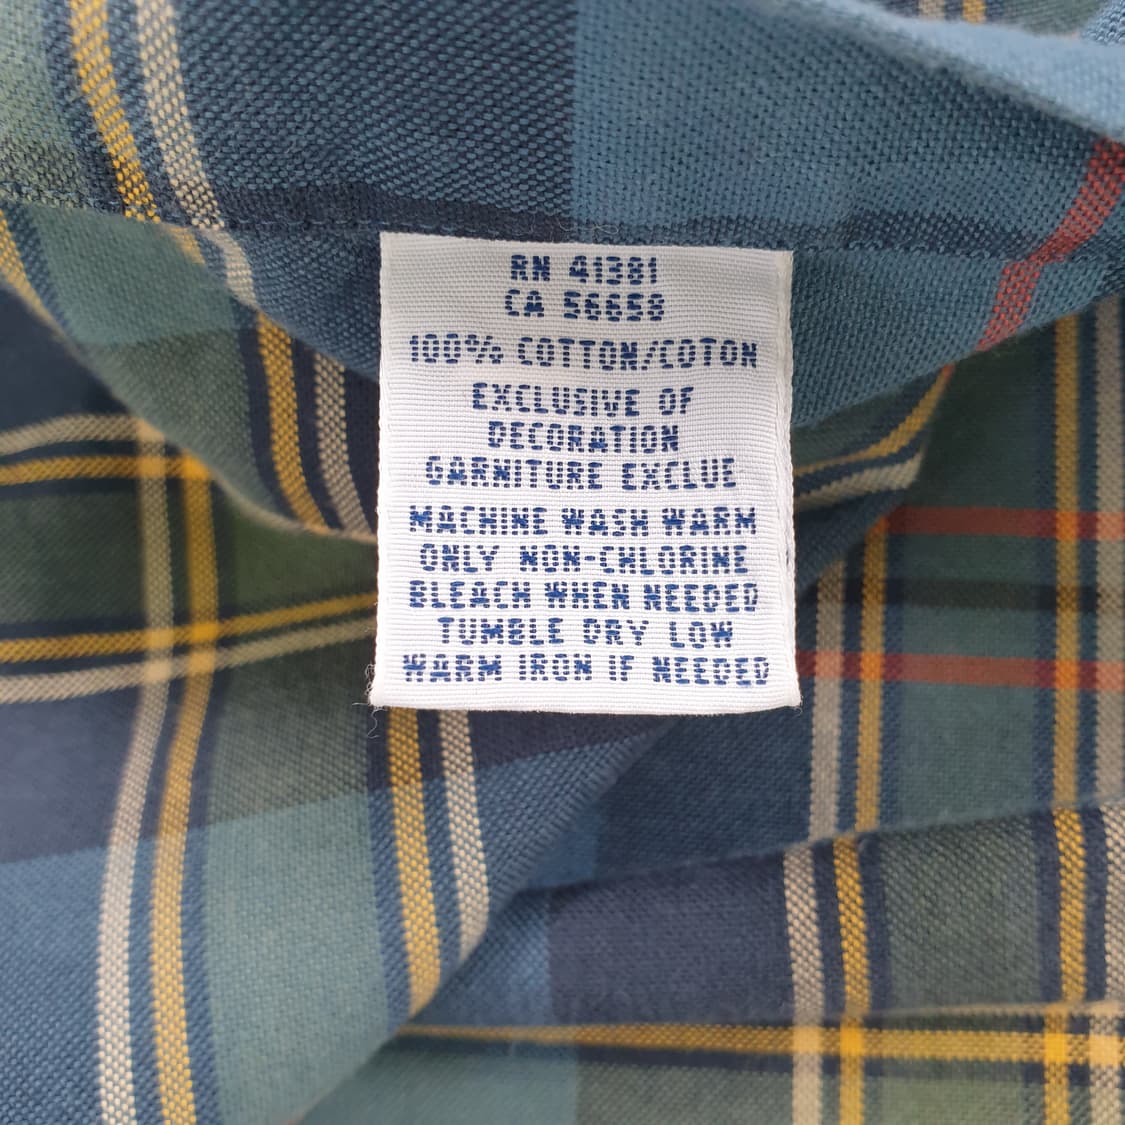 RN 41381
CA 56658
100% COTTON/COTON
EXCLUSIVE OF
DECORATION
GARNITURE EXCLUE
MACHINE WASH WARM
ONLY NON-CHLORINE
BLEACH WHEN NEEDED
TUMBLE DRY LOW
WARM IRON IF NEEDED